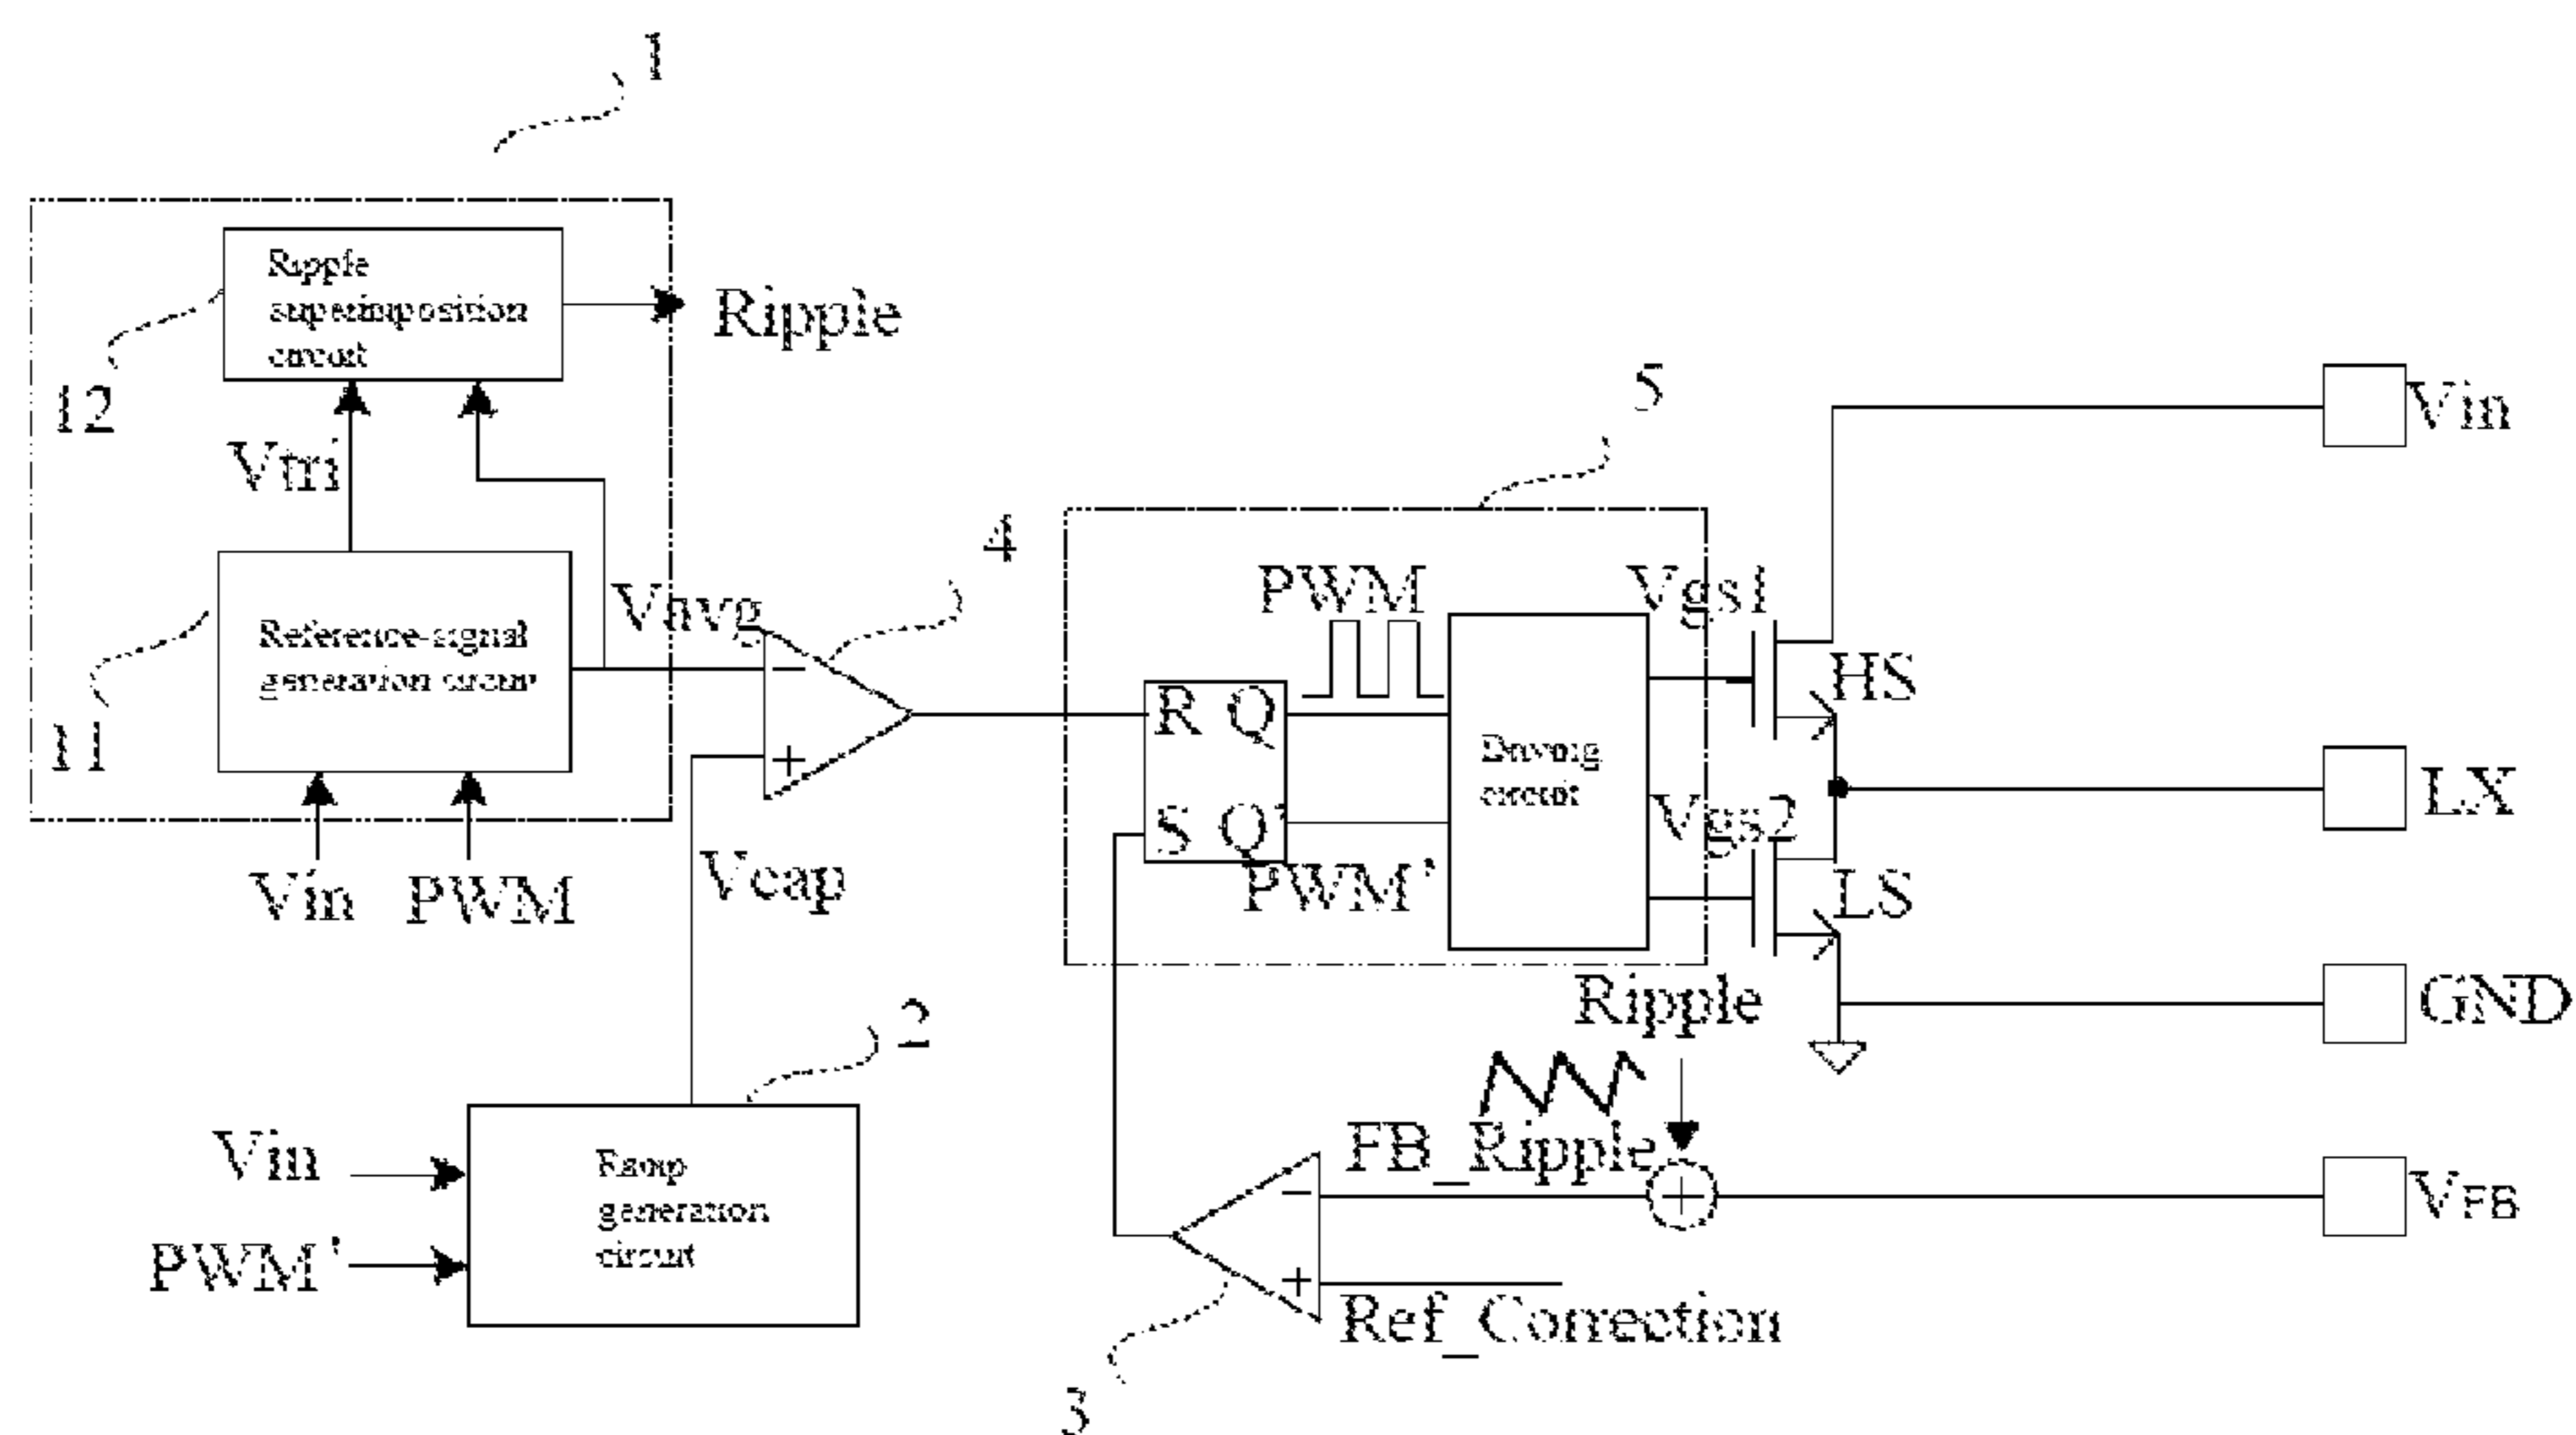 1
Ripple
superimposition
circuit
Ripple
12
Vtri
5
Vin
4
Vavg
Reference-signal
generation circuit
11
−
+
PWM
Vgs1
HS
R Q
S Q'
Driving
circuit
LX
Vgs2
PWM'
LS
Vin
PWM
Vcap
Ripple
GND
2
Vin
PWM'
Ramp
generation
circuit
FB_Ripple
+
VFB
−
+
Ref_Correction
3